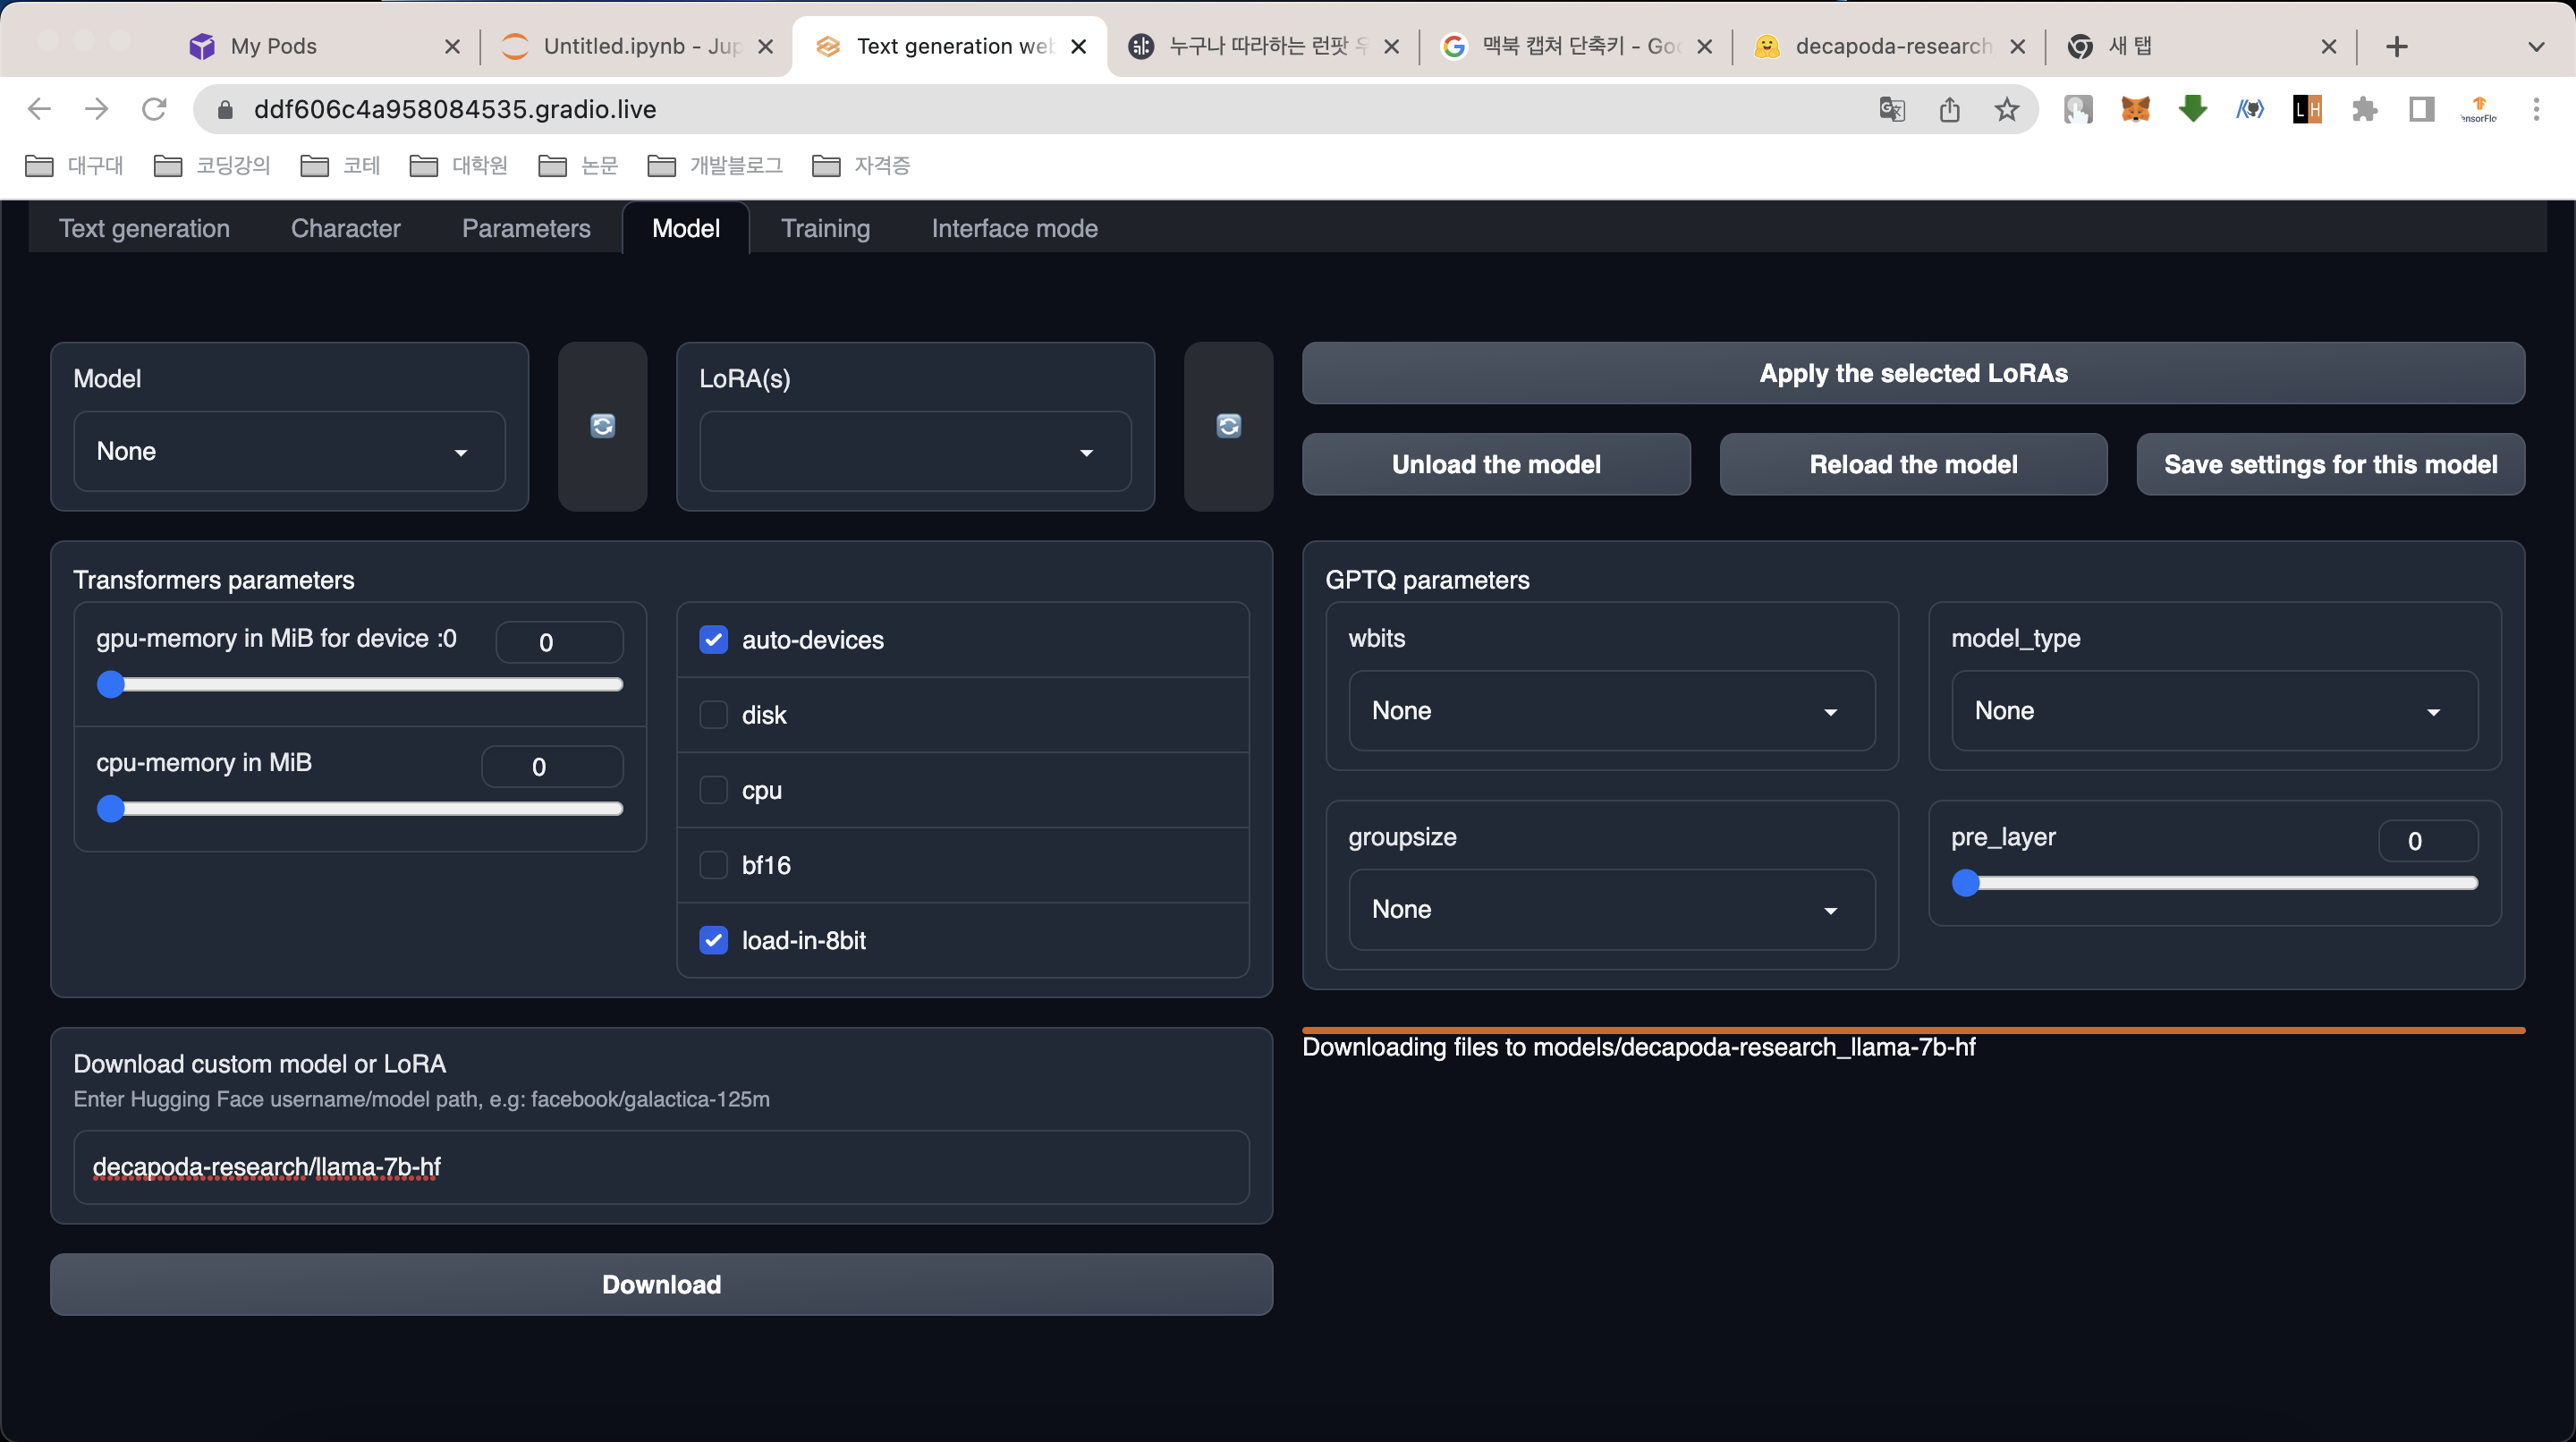 My Pods
Untitled.ipynb - Jup
Text generation web
누구나 따라하는 런팟
맥북 캡쳐 단축키 - Goo
decapoda-research
새 탭
ddf606c4a958084535.gradio.live
LH
대구대
코딩강의
코테
대학원
논문
개발블로그
자격증
Text generation
Character
Parameters
Model
Training
Interface mode
Model
None
LoRA(s)
Apply the selected LoRAs
Unload the model
Reload the model
Save settings for this model
Transformers parameters
gpu-memory in MiB for device :0
0
cpu-memory in MiB
0
auto-devices
disk
cpu
bf16
load-in-8bit
GPTQ parameters
wbits
None
model_type
None
groupsize
None
pre_layer
0
Download custom model or LoRA
Enter Hugging Face username/model path, e.g: facebook/galactica-125m
decapoda-research/llama-7b-hf
Download
Downloading files to models/decapoda-research_llama-7b-hf